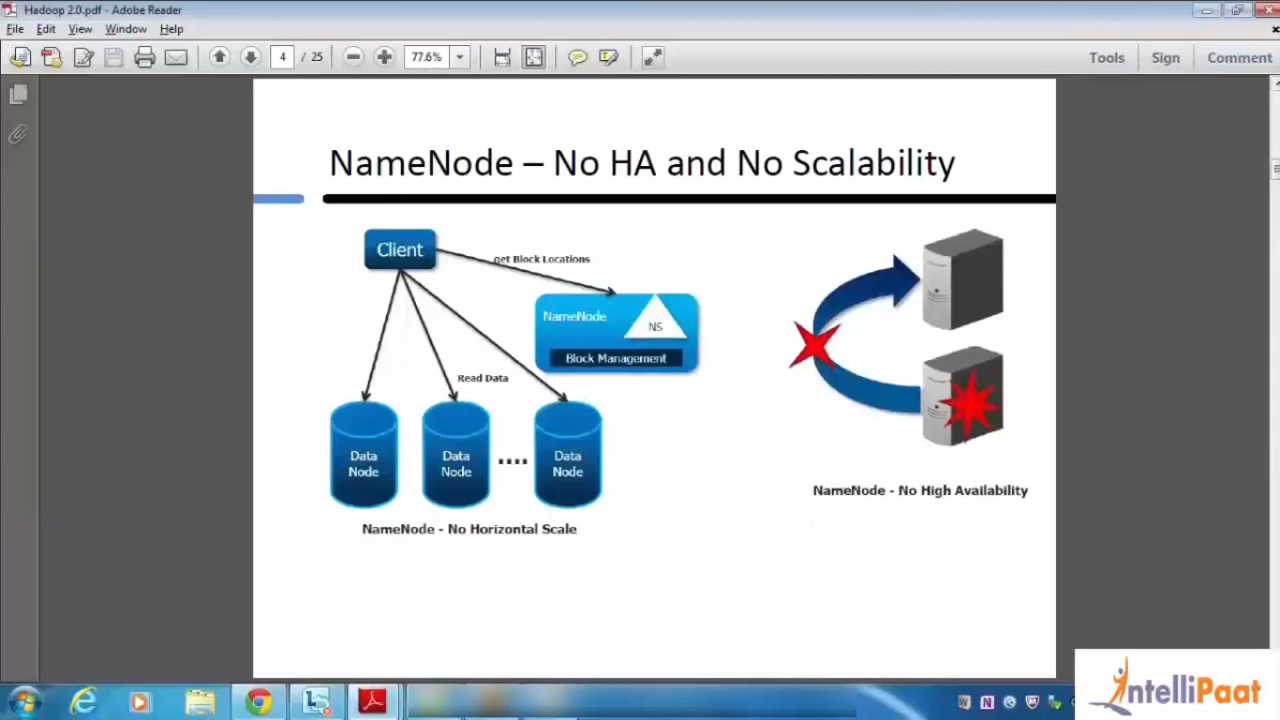 Hadoop 2.0.pdf - Adobe Reader
File Edit View Window Help
4 / 25
77.6%
Tools Sign Comment
NameNode – No HA and No Scalability
Client
get Block Locations
NameNode
NS
Block Management
Read Data
Data
Node
Data
Node
....
Data
Node
NameNode - No Horizontal Scale
NameNode - No High Availability
IntelliPaat